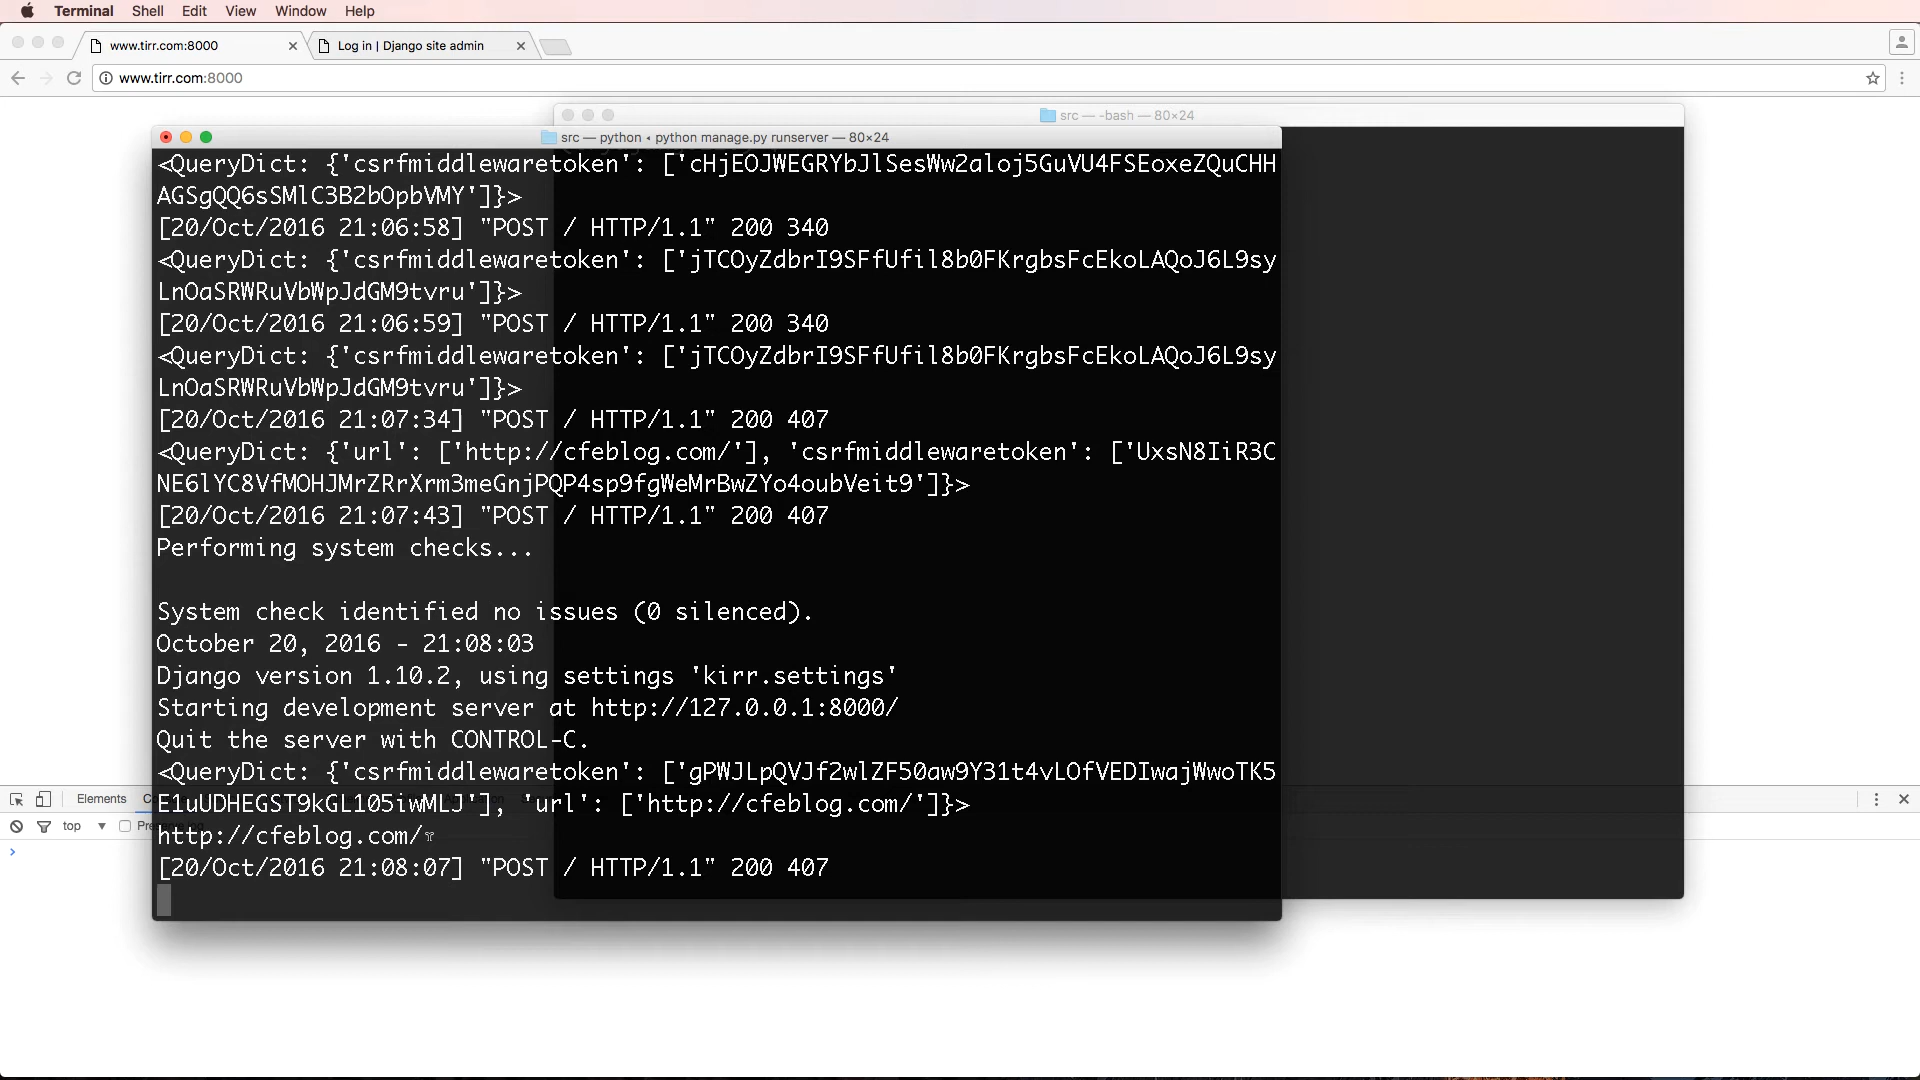 Terminal Shell Edit View Window Help
www.tirr.com:8000 Log in | Django site admin
www.tirr.com:8000
src — -bash — 80×24
src — python ‹ python manage.py runserver — 80×24
<QueryDict: {'csrfmiddlewaretoken': ['cHjEOJWEGRYbJlSesWw2aloj5GuVU4FSEoxeZQuCHH
AGSgQQ6sSMlC3B2bOpbVMY']}>
[20/Oct/2016 21:06:58] "POST / HTTP/1.1" 200 340
<QueryDict: {'csrfmiddlewaretoken': ['jTCOyZdbrI9SFfUfil8b0FKrgbsFcEkoLAQoJ6L9sy
LnOaSRWRuVbWpJdGM9tvru']}>
[20/Oct/2016 21:06:59] "POST / HTTP/1.1" 200 340
<QueryDict: {'csrfmiddlewaretoken': ['jTCOyZdbrI9SFfUfil8b0FKrgbsFcEkoLAQoJ6L9sy
LnOaSRWRuVbWpJdGM9tvru']}>
[20/Oct/2016 21:07:34] "POST / HTTP/1.1" 200 407
<QueryDict: {'url': ['http://cfeblog.com/'], 'csrfmiddlewaretoken': ['UxsN8IiR3C
NE6lYC8VfMOHJMrZRrXrm3meGnjPQP4sp9fgWeMrBwZYo4oubVeit9']}>
[20/Oct/2016 21:07:43] "POST / HTTP/1.1" 200 407
Performing system checks...
System check identified no issues (0 silenced).
October 20, 2016 - 21:08:03
Django version 1.10.2, using settings 'kirr.settings'
Starting development server at http://127.0.0.1:8000/
Quit the server with CONTROL-C.
<QueryDict: {'csrfmiddlewaretoken': ['gPWJLpQVJf2wlZF50aw9Y31t4vLOfVEDIwajWwoTK5
E1uUDHEGST9kGL105iwMLJ'], 'url': ['http://cfeblog.com/']}>
http://cfeblog.com/
[20/Oct/2016 21:08:07] "POST / HTTP/1.1" 200 407
Elements
top